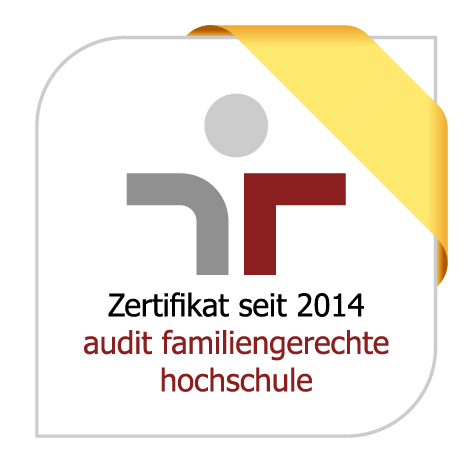 Zertifikat seit 2014
audit familiengerechte
hochschule